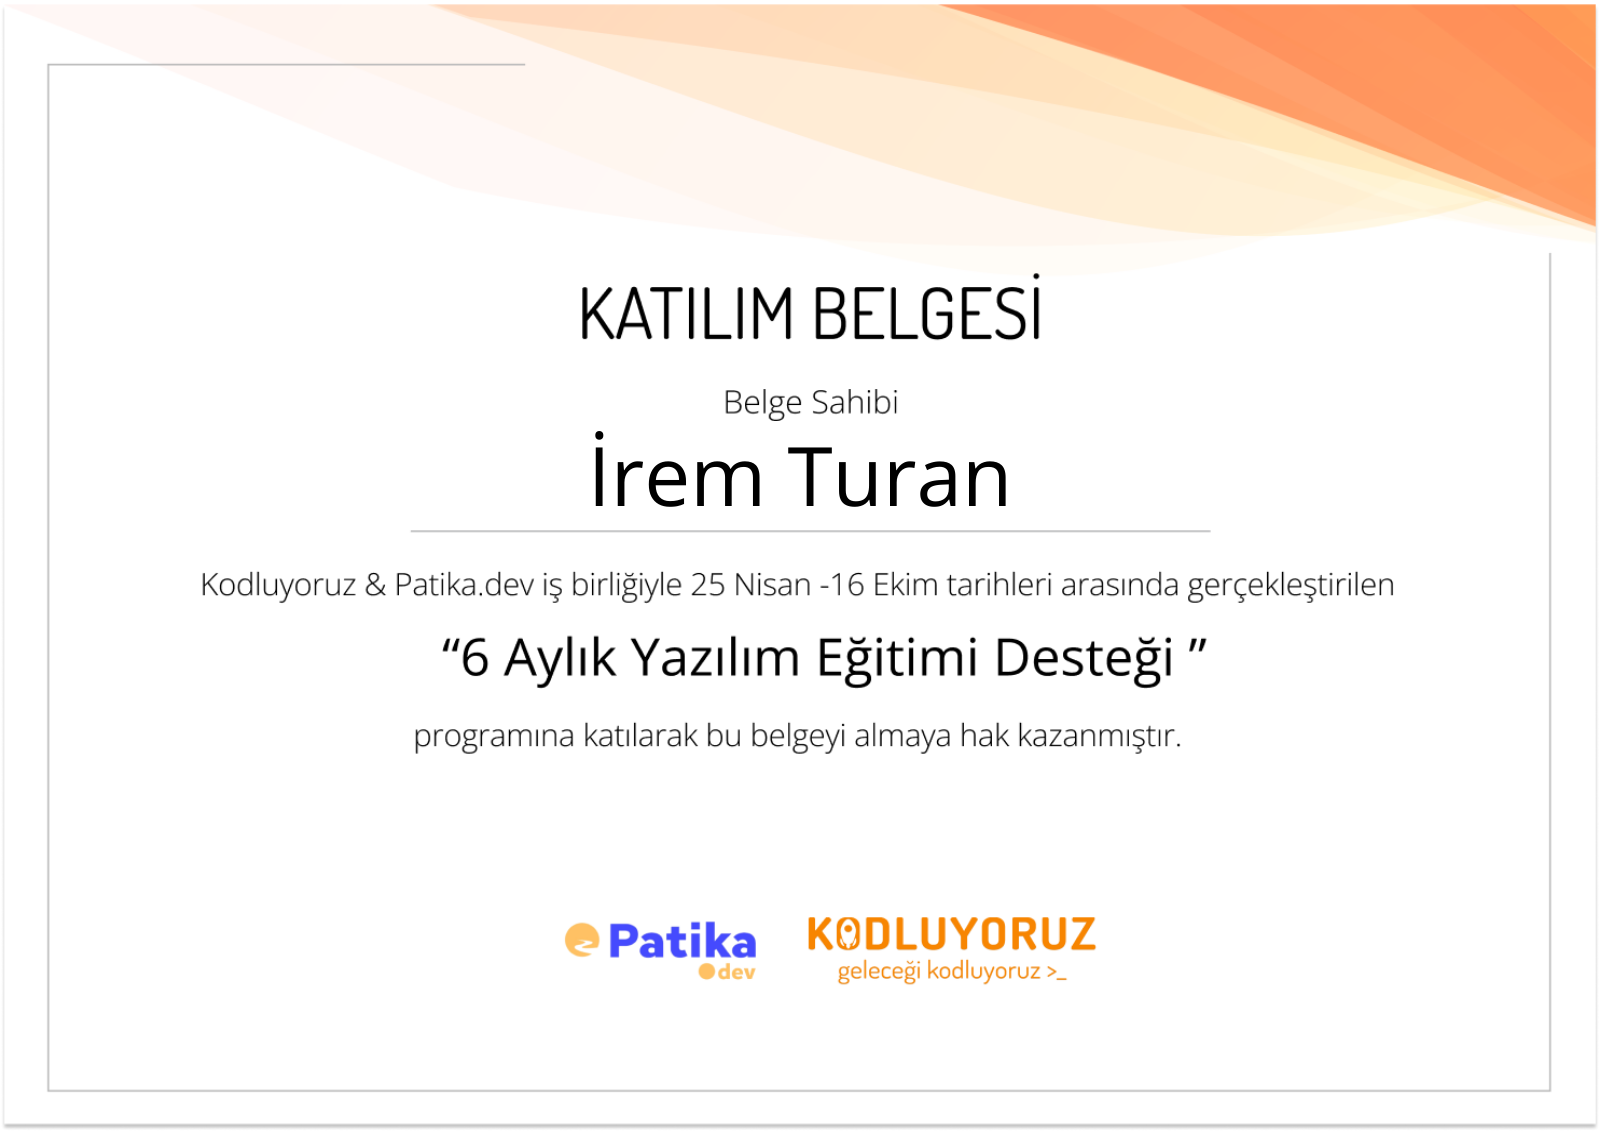 KATILIM BELGESİ
Belge Sahibi
İrem Turan
Kodluyoruz & Patika.dev iş birliğiyle 25 Nisan -16 Ekim tarihleri arasında gerçekleştirilen
“6 Aylık Yazılım Eğitimi Desteği ”
programına katılarak bu belgeyi almaya hak kazanmıştır.
Patika
dev
KODLUYORUZ
geleceği kodluyoruz >_